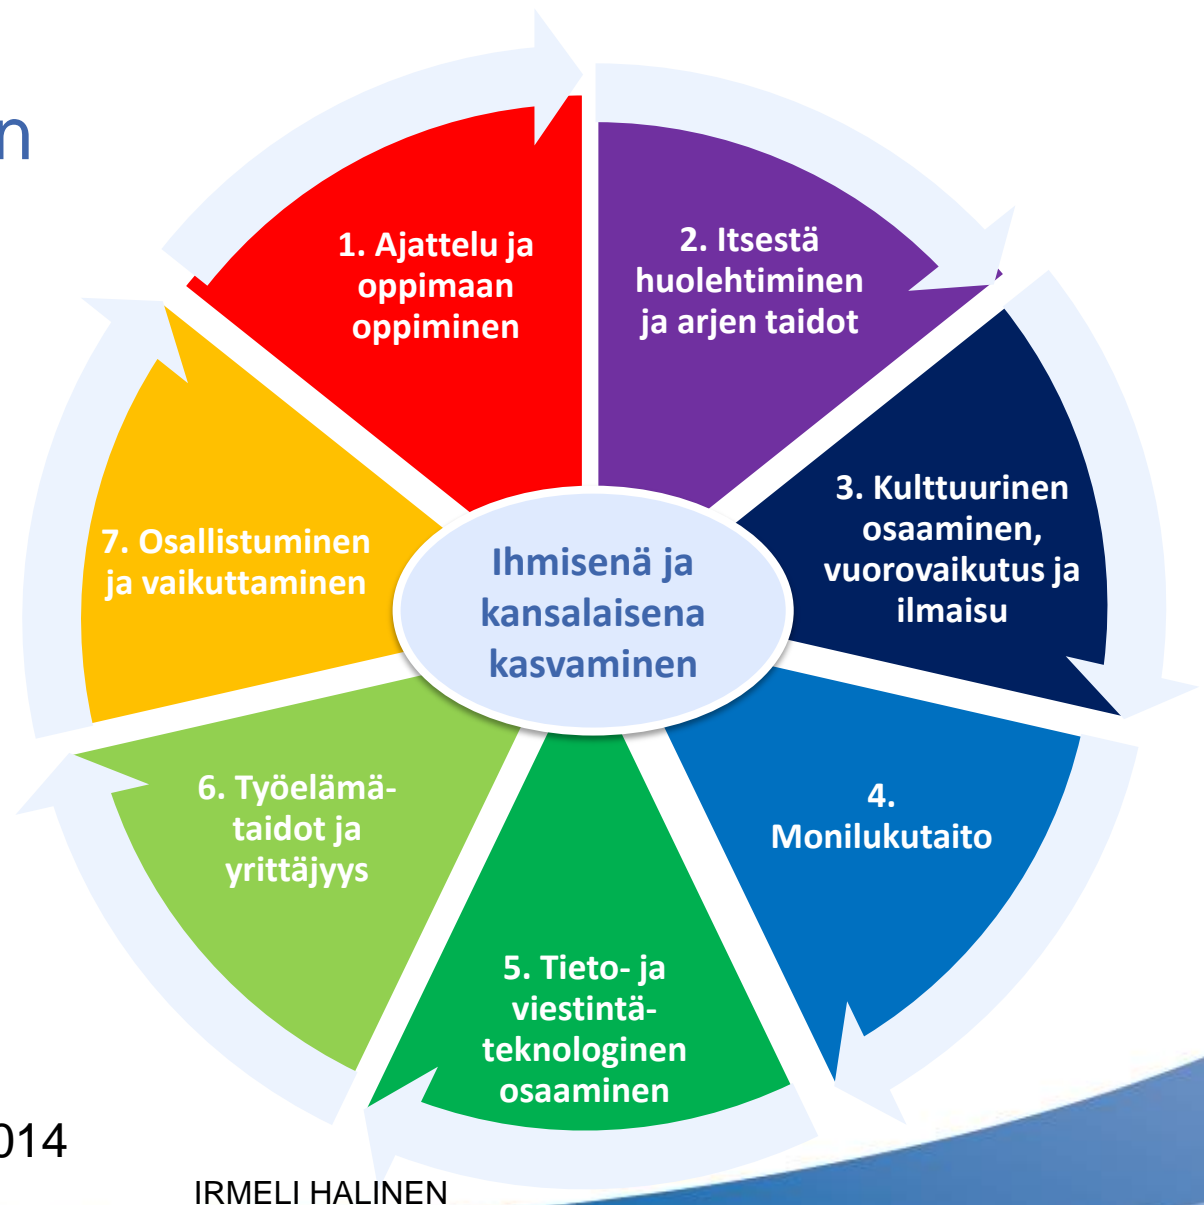 n
1. Ajattelu ja
oppimaan
oppiminen
2. Itsestä
huolehtiminen
ja arjen taidot
3. Kulttuurinen
osaaminen,
vuorovaikutus ja
ilmaisu
4.
Monilukutaito
5. Tieto- ja
viestintä-
teknologinen
osaaminen
6. Työelämä-
taidot ja
yrittäjyys
7. Osallistuminen
ja vaikuttaminen
Ihmisenä ja
kansalaisena
kasvaminen
014
IRMELI HALINEN